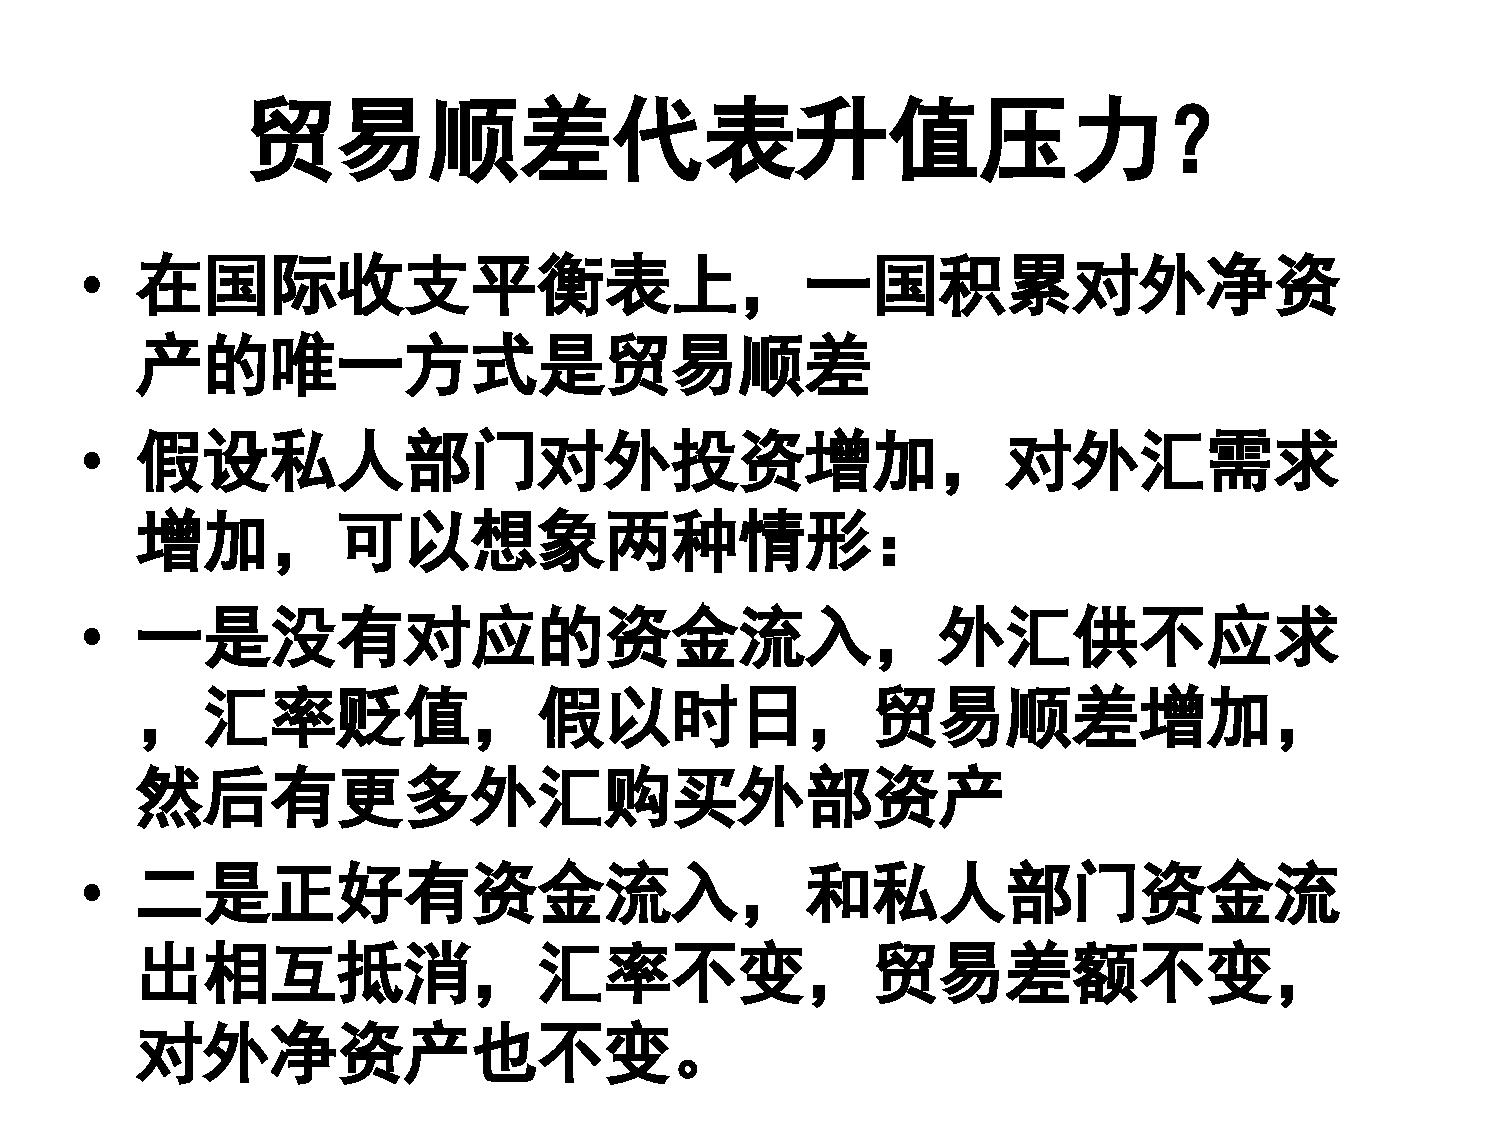 贸易顺差代表升值压力？
• 在国际收支平衡表上，一国积累对外净资
产的唯一方式是贸易顺差
• 假设私人部门对外投资增加，对外汇需求
增加，可以想象两种情形：
• 一是没有对应的资金流入，外汇供不应求
，汇率贬值，假以时日，贸易顺差增加，
然后有更多外汇购买外部资产
• 二是正好有资金流入，和私人部门资金流
出相互抵消，汇率不变，贸易差额不变，
对外净资产也不变。